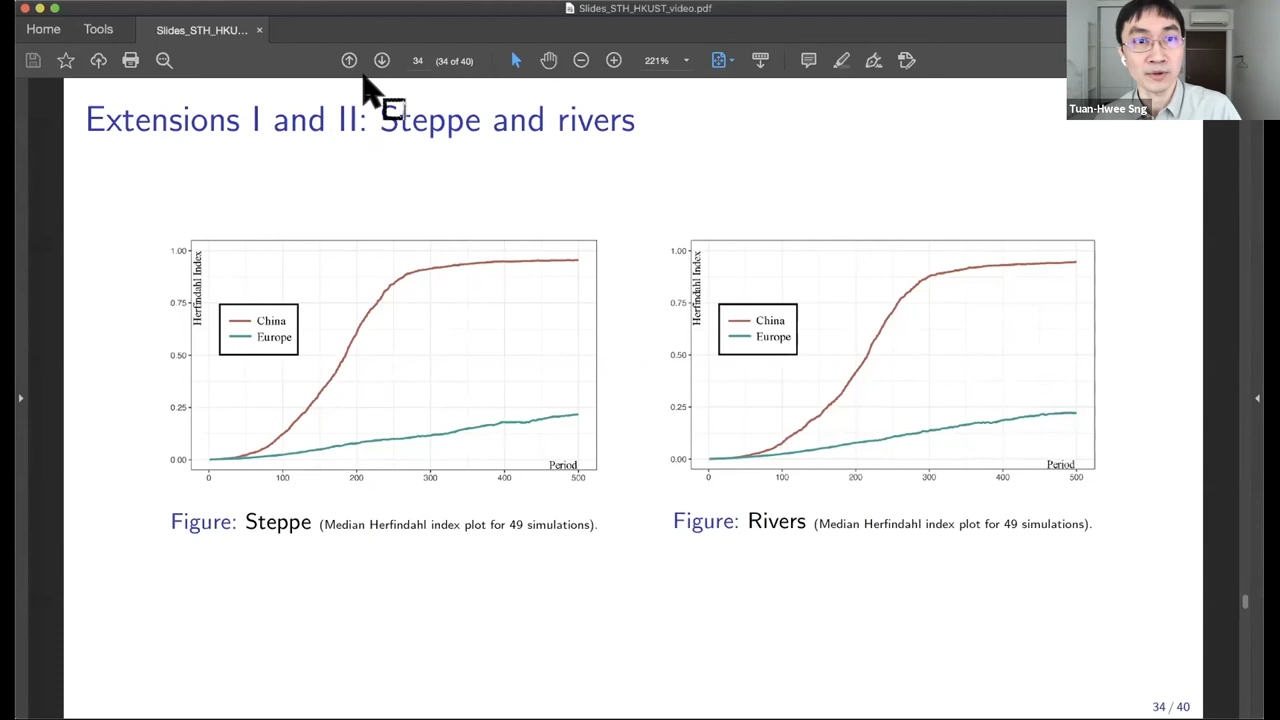 Slides_STH_HKUST_video.pdf
Home Tools Slides_STH_HKU... ×
34 (34 of 40) 221%
Tuan-Hwee Sng
Extensions I and II: Steppe and rivers
Herfindahl Index
1.00
0.75
0.50
0.25
0.00
China
Europe
Period
0 100 200 300 400 500
Figure: Steppe (Median Herfindahl index plot for 49 simulations).
Herfindahl Index
1.00
0.75
0.50
0.25
0.00
China
Europe
Period
0 100 200 300 400 500
Figure: Rivers (Median Herfindahl index plot for 49 simulations).
34 / 40